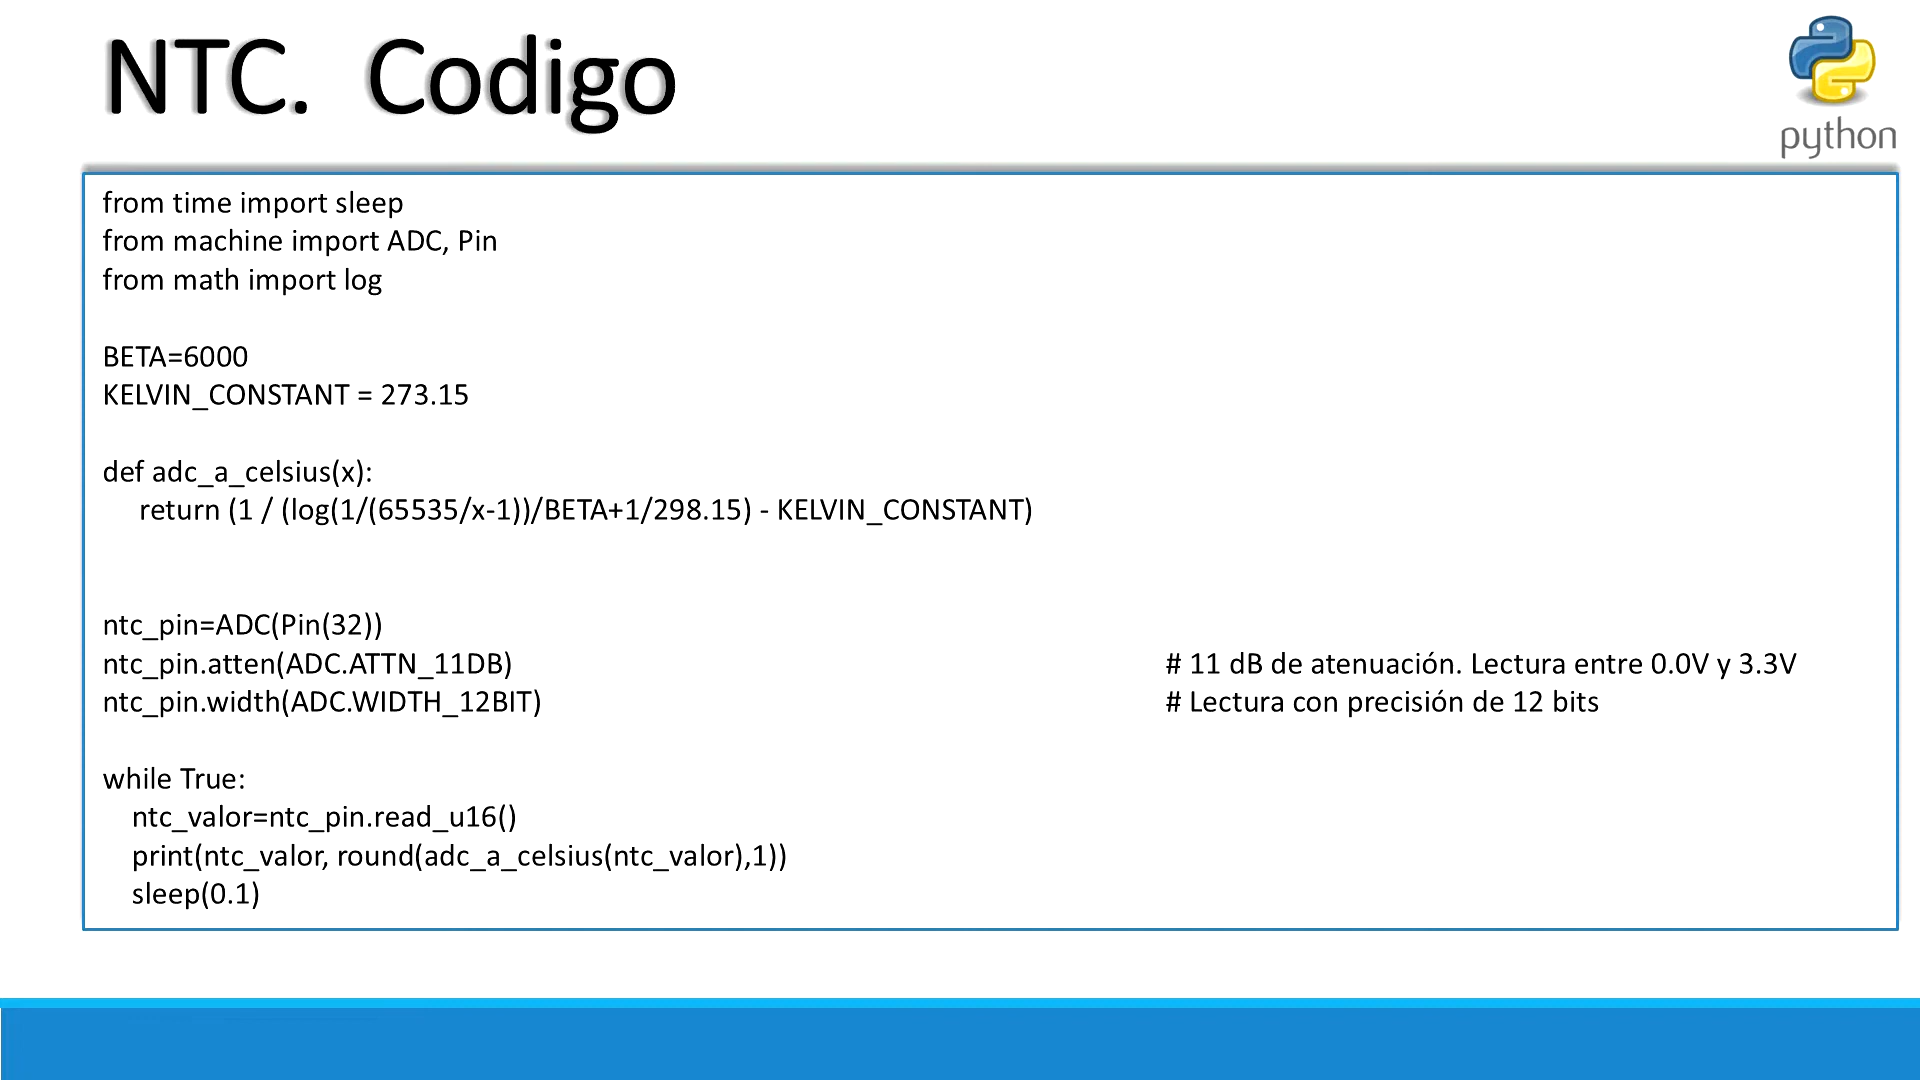 NTC.  Codigo
python
from time import sleep
from machine import ADC, Pin
from math import log
BETA=6000
KELVIN_CONSTANT = 273.15
def adc_a_celsius(x):
    return (1 / (log(1/(65535/x-1))/BETA+1/298.15) - KELVIN_CONSTANT)
ntc_pin=ADC(Pin(32))
ntc_pin.atten(ADC.ATTN_11DB) # 11 dB de atenuación. Lectura entre 0.0V y 3.3V
ntc_pin.width(ADC.WIDTH_12BIT) # Lectura con precisión de 12 bits
while True:
    ntc_valor=ntc_pin.read_u16()
    print(ntc_valor, round(adc_a_celsius(ntc_valor),1))
    sleep(0.1)